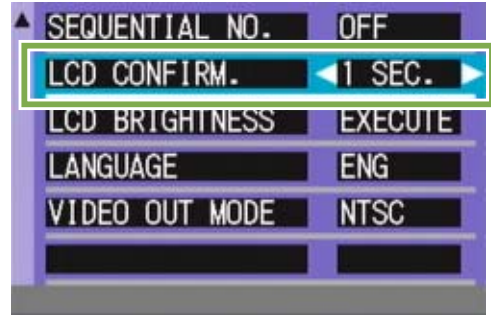 SEQUENTIAL NO. OFF
LCD CONFIRM. 1 SEC.
LCD BRIGHTNESS EXECUTE
LANGUAGE ENG
VIDEO OUT MODE NTSC